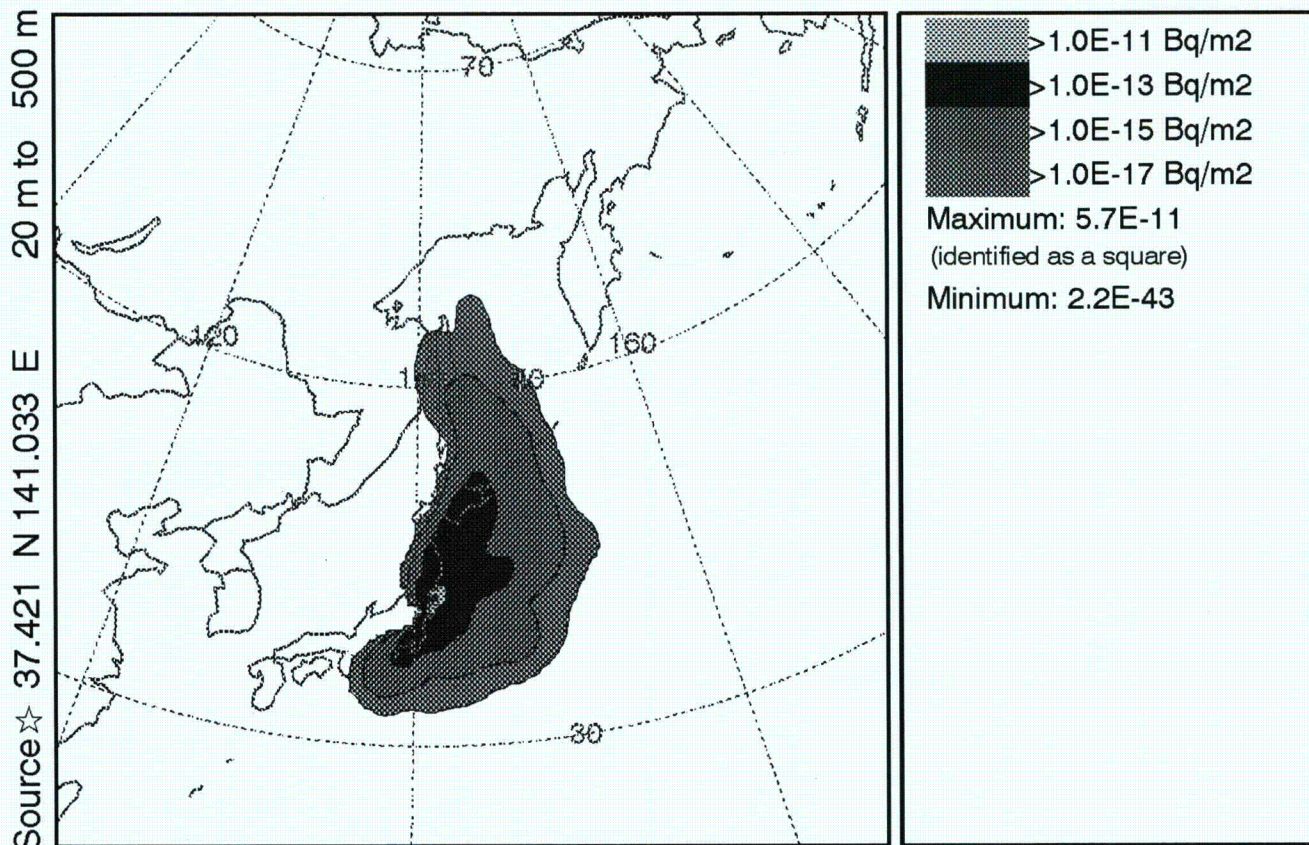 Source ☆ 37.421 N 141.033 E 20 m to 500 m
70
120
160
30
>1.0E-11 Bq/m2
>1.0E-13 Bq/m2
>1.0E-15 Bq/m2
>1.0E-17 Bq/m2
Maximum: 5.7E-11
(identified as a square)
Minimum: 2.2E-43